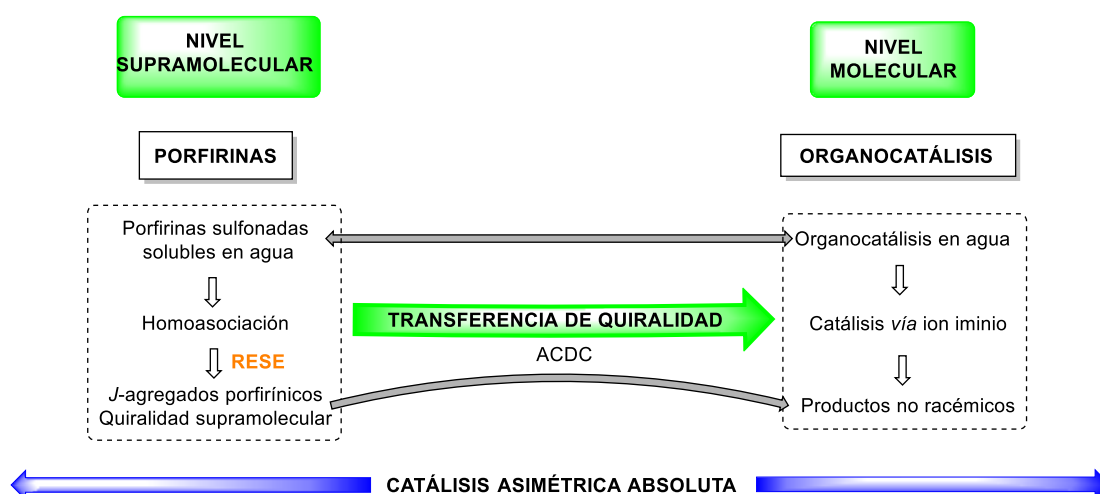 NIVEL
SUPRAMOLECULAR
NIVEL
MOLECULAR
PORFIRINAS
ORGANOCATÁLISIS
Porfirinas sulfonadas
solubles en agua
Homoasociación
RESE
J-agregados porfirínicos
Quiralidad supramolecular
TRANSFERENCIA DE QUIRALIDAD
ACDC
Organocatálisis en agua
Catálisis vía ion iminio
Productos no racémicos
CATÁLISIS ASIMÉTRICA ABSOLUTA